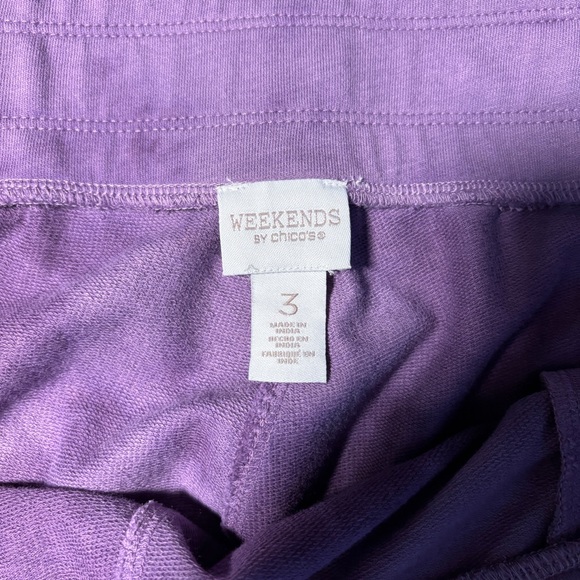 WEEKENDS
BY chico's®
3
MADE IN
INDIA
HECHO EN
INDIA
FABRIQUÉ EN
INDE